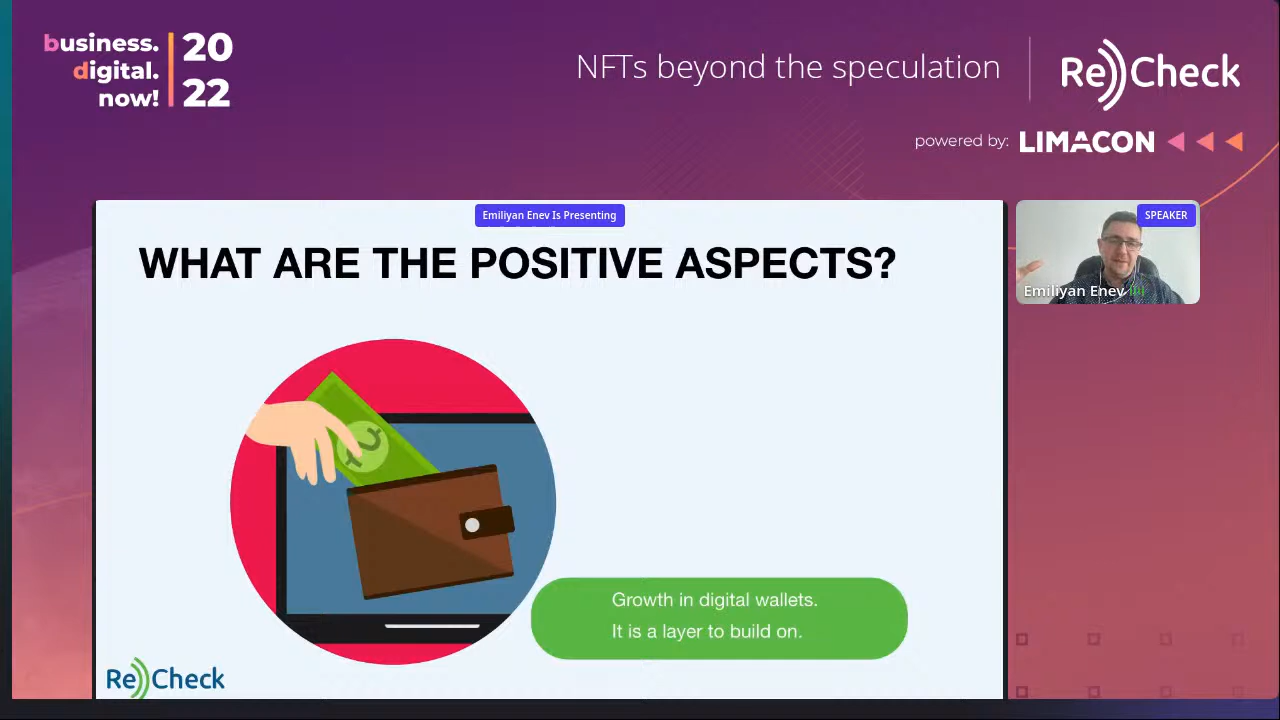 business.
digital.
now!
20
22
NFTs beyond the speculation
Re Check
powered by: LIMACON
Emiliyan Enev Is Presenting
SPEAKER
Emiliyan Enev
WHAT ARE THE POSITIVE ASPECTS?
Growth in digital wallets.
It is a layer to build on.
Re Check